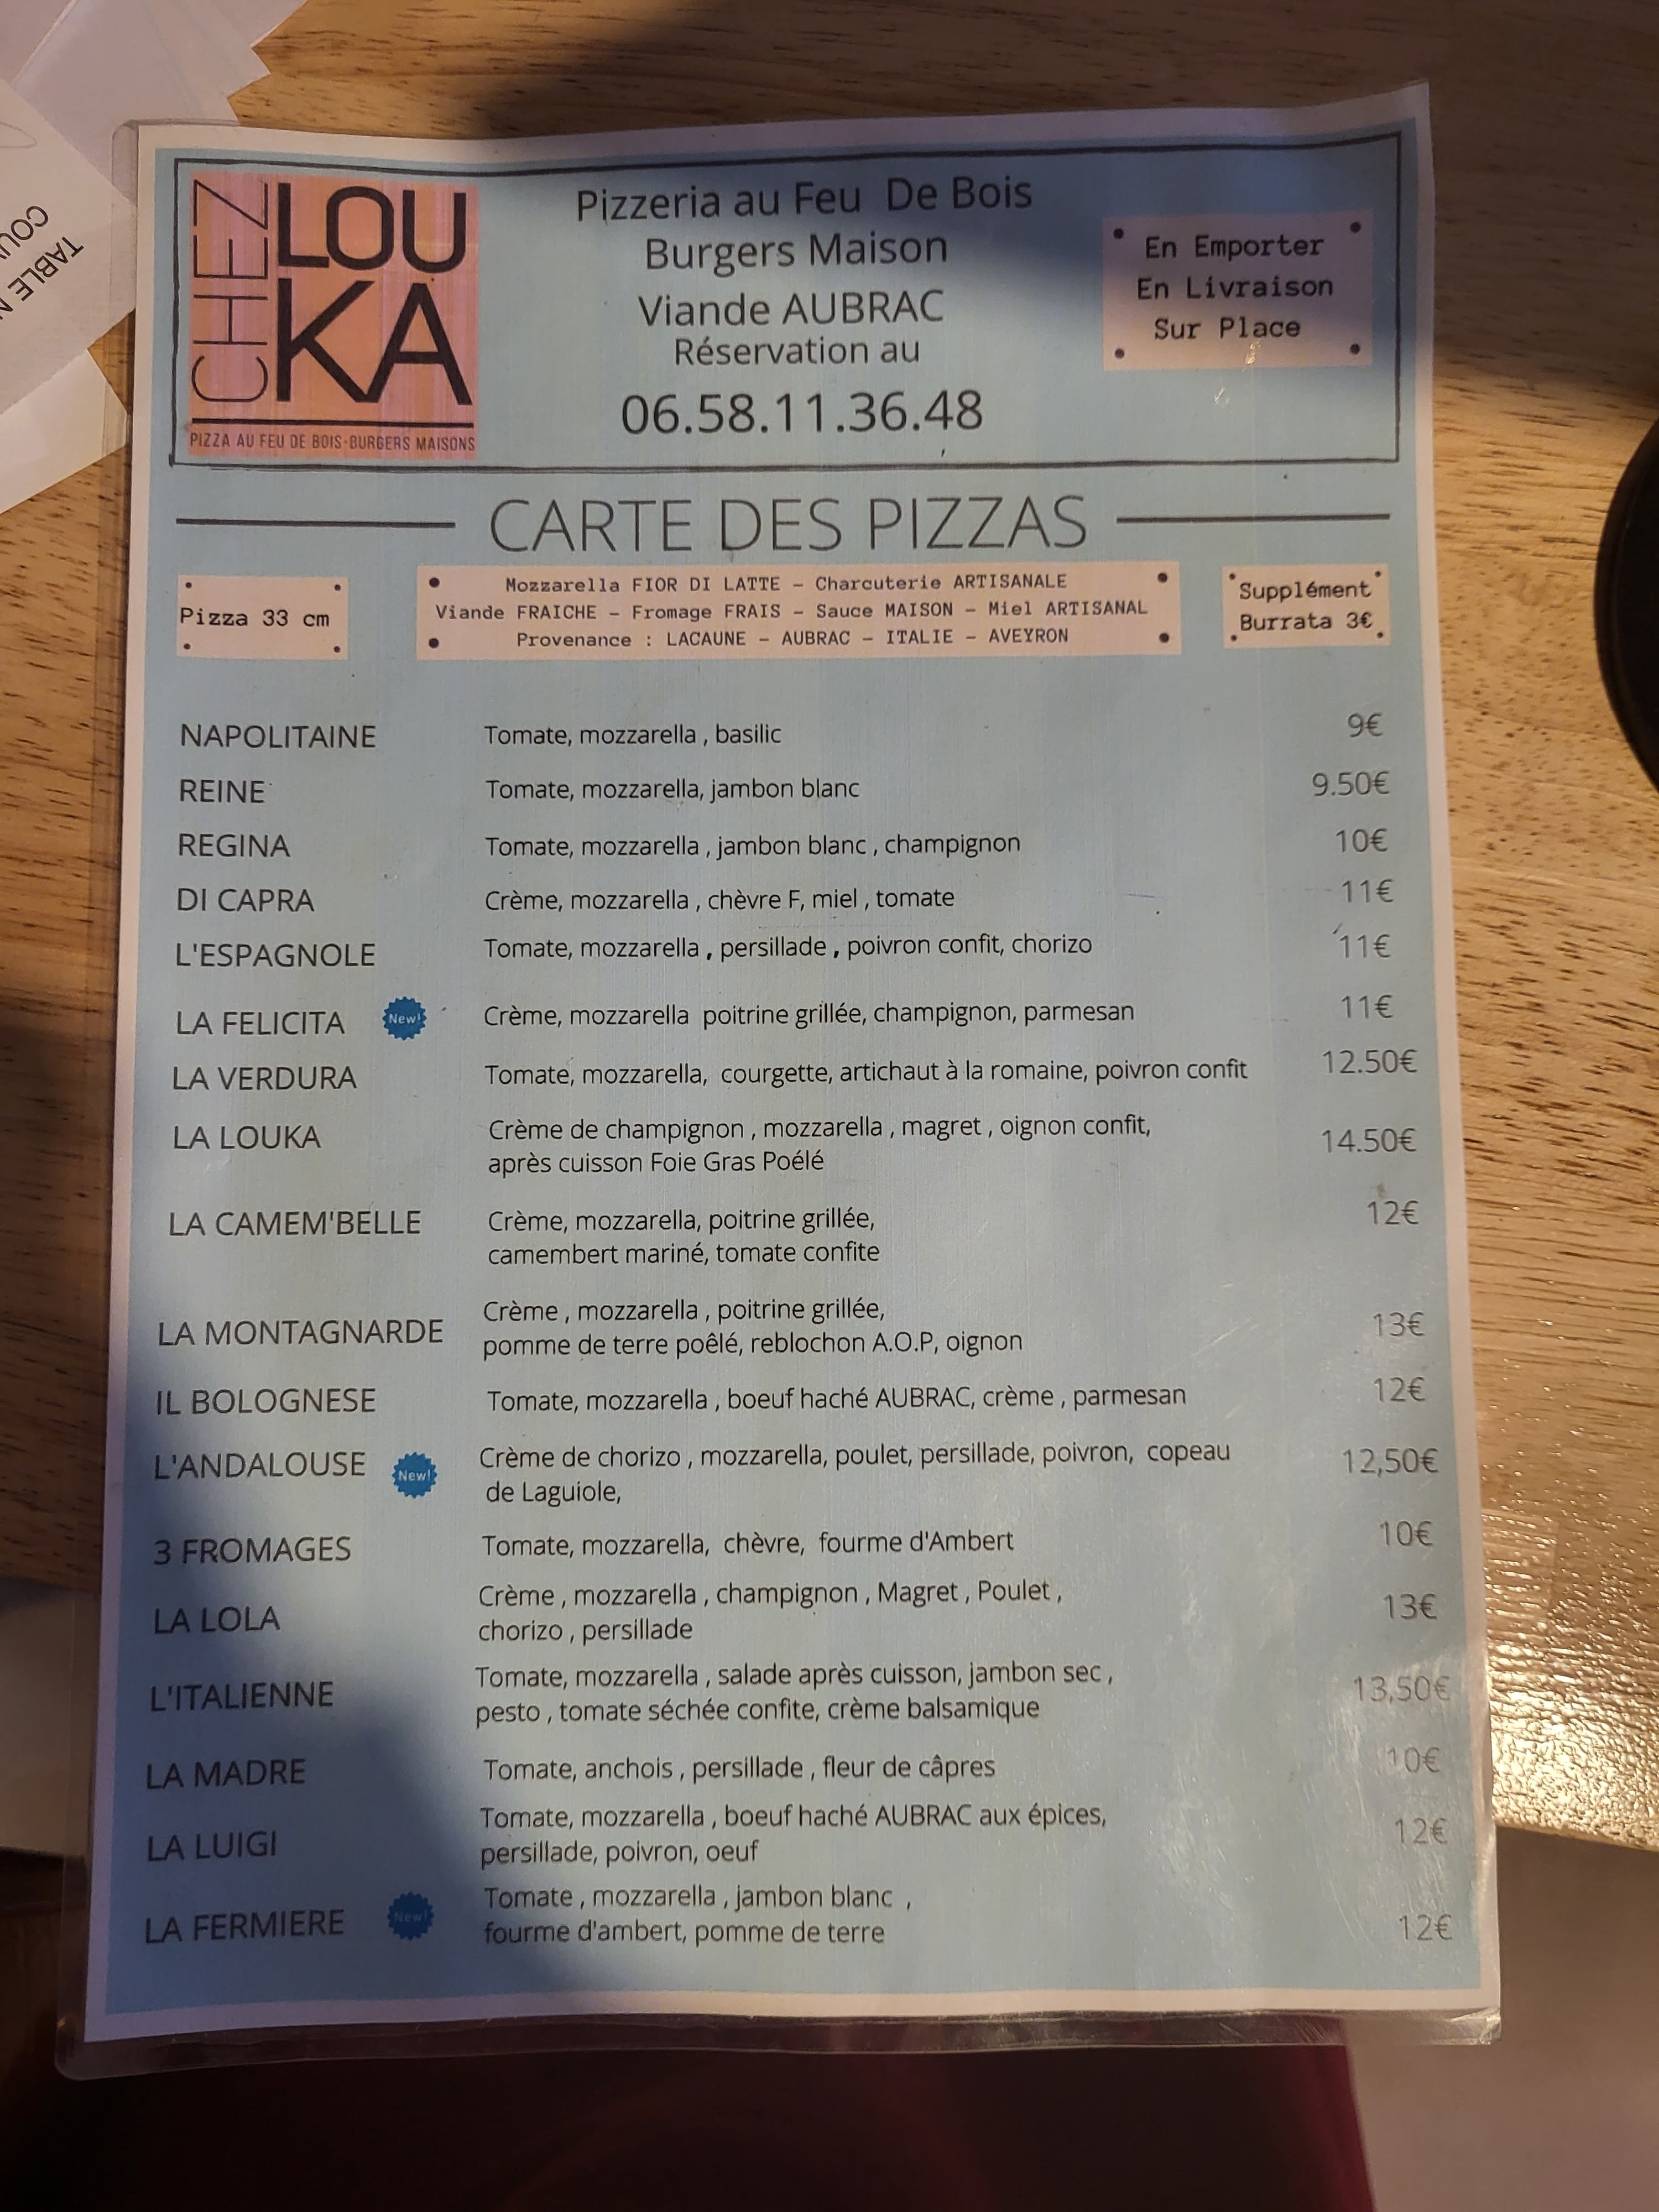 TABLE
COU
CHEZ
LOU
KA
PIZZA AU FEU DE BOIS-BURGERS MAISONS
Pizzeria au Feu De Bois
Burgers Maison
Viande AUBRAC
Réservation au
06.58.11.36.48
En Emporter
En Livraison
Sur Place
CARTE DES PIZZAS
Pizza 33 cm
Mozzarella FIOR DI LATTE – Charcuterie ARTISANALE
Viande FRAICHE – Fromage FRAIS – Sauce MAISON – Miel ARTISANAL
Provenance : LACAUNE – AUBRAC – ITALIE – AVEYRON
Supplément
Burrata 3€
NAPOLITAINE Tomate, mozzarella , basilic 9€
REINE Tomate, mozzarella, jambon blanc 9.50€
REGINA Tomate, mozzarella , jambon blanc , champignon 10€
DI CAPRA Crème, mozzarella , chèvre F, miel , tomate 11€
L'ESPAGNOLE Tomate, mozzarella , persillade , poivron confit, chorizo 11€
LA FELICITA New! Crème, mozzarella poitrine grillée, champignon, parmesan 11€
LA VERDURA Tomate, mozzarella, courgette, artichaut à la romaine, poivron confit 12.50€
LA LOUKA Crème de champignon , mozzarella , magret , oignon confit, 14.50€
après cuisson Foie Gras Poélé
LA CAMEM'BELLE Crème, mozzarella, poitrine grillée, 12€
camembert mariné, tomate confite
LA MONTAGNARDE Crème , mozzarella , poitrine grillée, 13€
pomme de terre poêlé, reblochon A.O.P, oignon
IL BOLOGNESE Tomate, mozzarella , boeuf haché AUBRAC, crème , parmesan 12€
L'ANDALOUSE New! Crème de chorizo , mozzarella, poulet, persillade, poivron, copeau 12,50€
de Laguiole,
3 FROMAGES Tomate, mozzarella, chèvre, fourme d'Ambert 10€
LA LOLA Crème , mozzarella , champignon , Magret , Poulet , 13€
chorizo , persillade
L'ITALIENNE Tomate, mozzarella , salade après cuisson, jambon sec , 13,50€
pesto , tomate séchée confite, crème balsamique
LA MADRE Tomate, anchois , persillade , fleur de câpres 10€
LA LUIGI Tomate, mozzarella , boeuf haché AUBRAC aux épices, 12€
persillade, poivron, oeuf
LA FERMIERE New! Tomate , mozzarella , jambon blanc , 12€
fourme d'ambert, pomme de terre